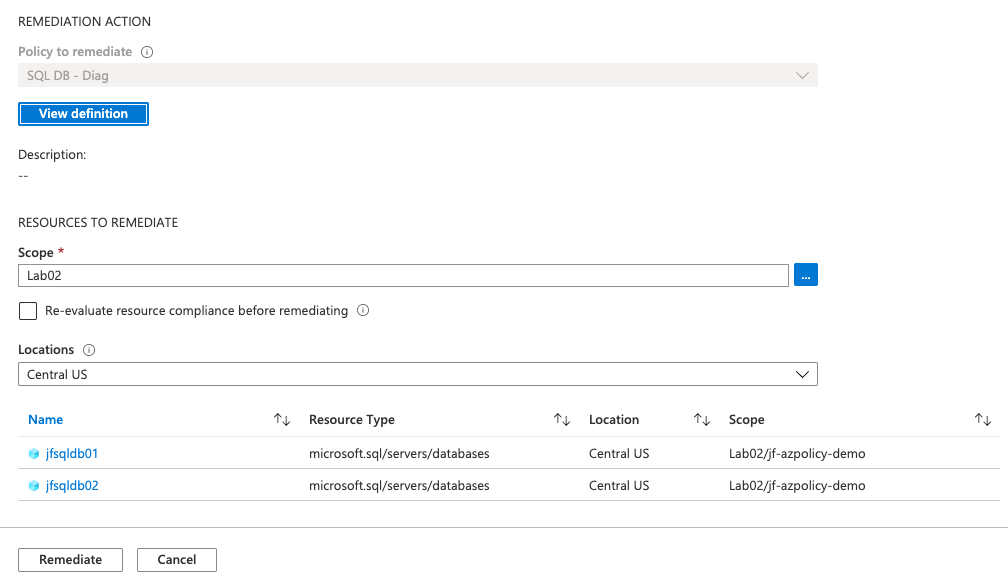 REMEDIATION ACTION
Policy to remediate
SQL DB - Diag
View definition
Description:
--
RESOURCES TO REMEDIATE
Scope *
Lab02
...
Re-evaluate resource compliance before remediating
Locations
Central US
Name Resource Type Location Scope
jfsqldb01 microsoft.sql/servers/databases Central US Lab02/jf-azpolicy-demo
jfsqldb02 microsoft.sql/servers/databases Central US Lab02/jf-azpolicy-demo
Remediate Cancel